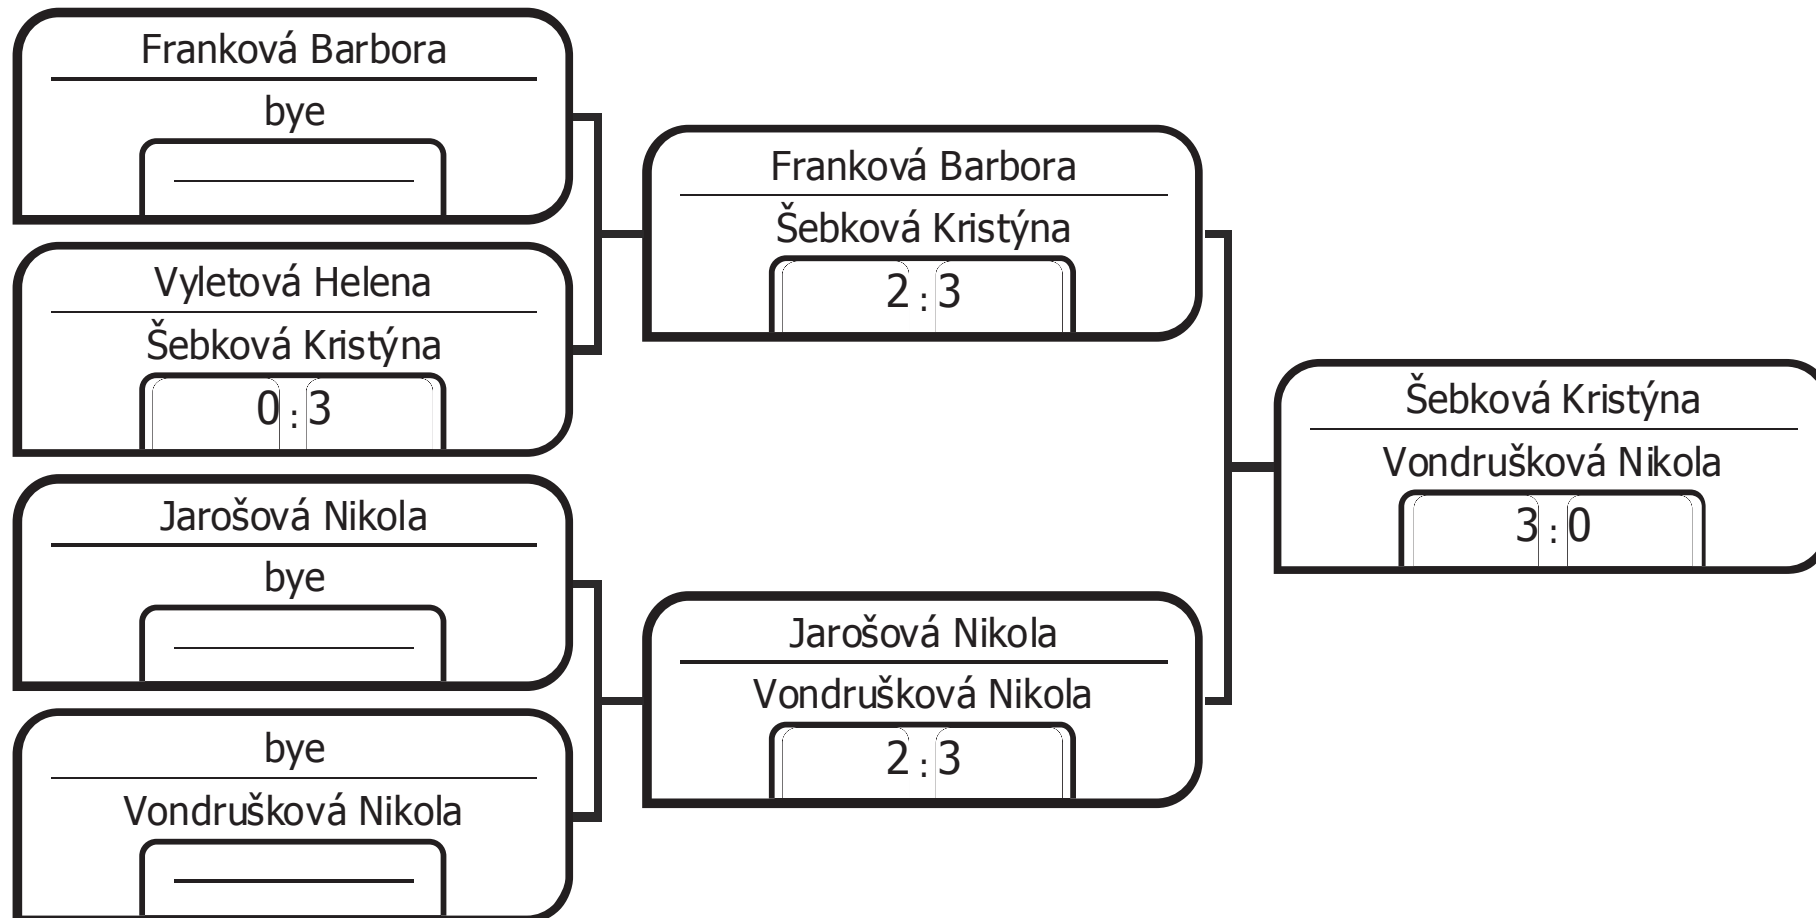 Franková Barbora
bye
Vyletová Helena
Šebková Kristýna
0 : 3
Jarošová Nikola
bye
bye
Vondrušková Nikola
Franková Barbora
Šebková Kristýna
2 : 3
Jarošová Nikola
Vondrušková Nikola
2 : 3
Šebková Kristýna
Vondrušková Nikola
3 : 0